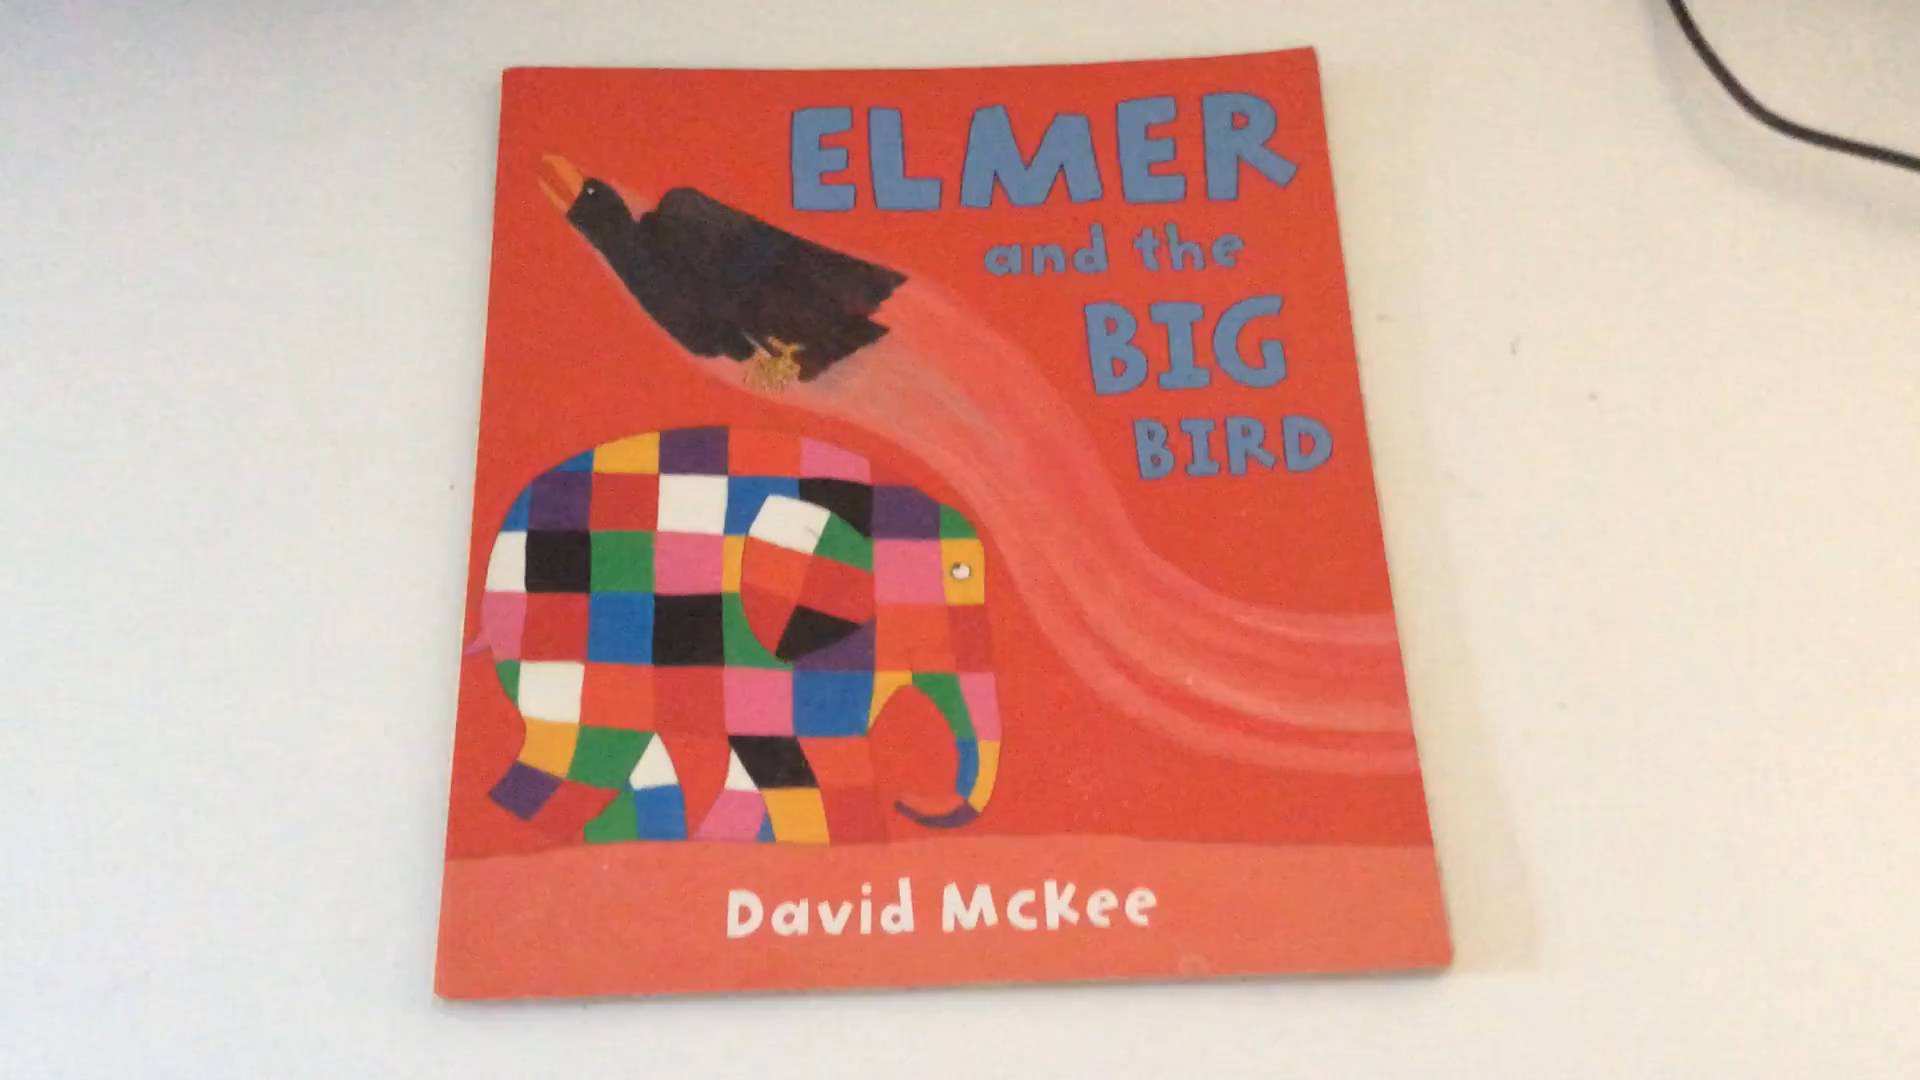 ELMER
and the
BIG
BIRD
David McKee